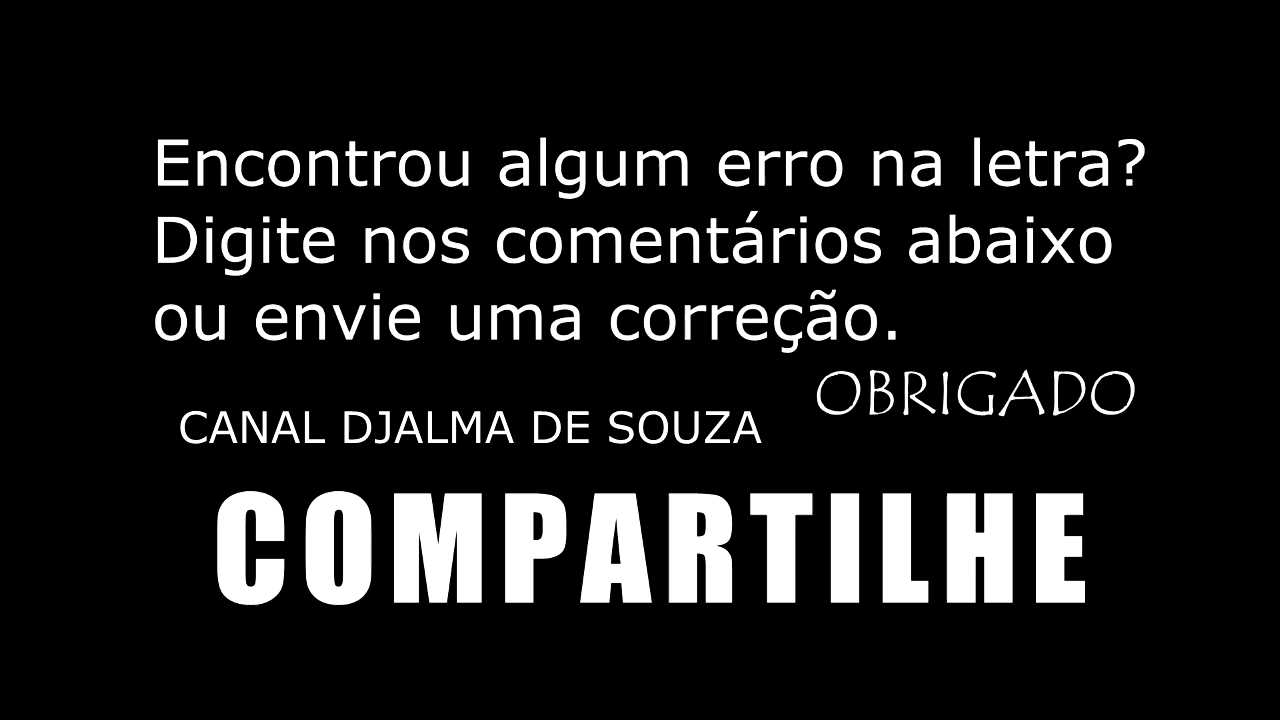 Encontrou algum erro na letra?
Digite nos comentários abaixo
ou envie uma correção.
OBRIGADO
CANAL DJALMA DE SOUZA
COMPARTILHE